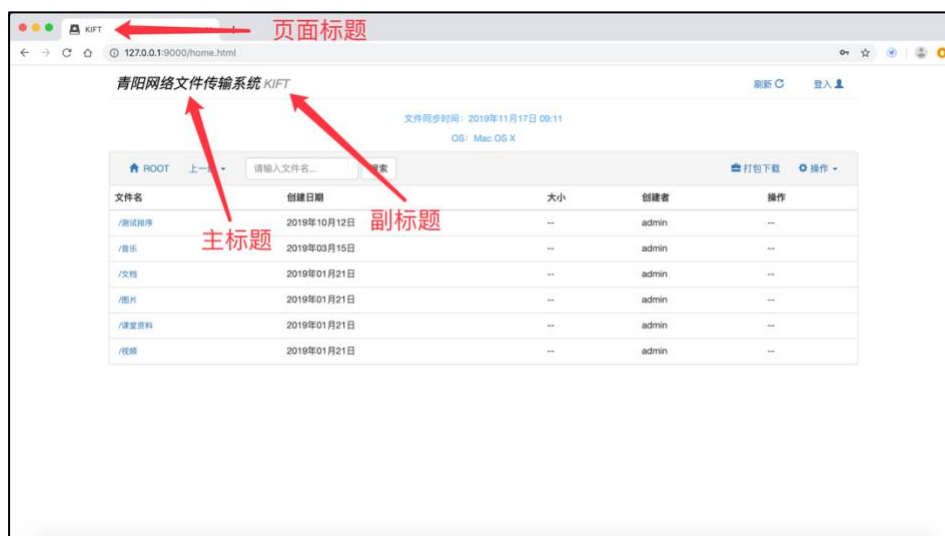 KIFT
页面标题
127.0.0.1:9000/home.html
青阳网络文件传输系统 KIFT
刷新 登入
文件同步时间：2019年11月17日 09:11
OS：Mac OS X
ROOT 上一 请输入文件名... 索 打包下载 操作
文件名 创建日期 大小 创建者 操作
副标题
主标题
/测试排序 2019年10月12日 -- admin --
/音乐 2019年03月15日 -- admin --
/文档 2019年01月21日 -- admin --
/图片 2019年01月21日 -- admin --
/课堂资料 2019年01月21日 -- admin --
/视频 2019年01月21日 -- admin --